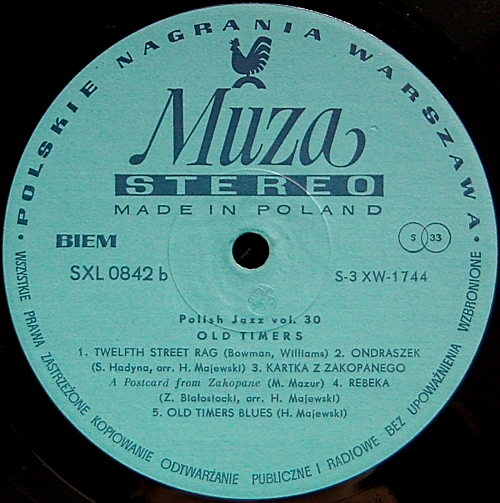 • POLSKIE NAGRANIA WARSZAWA •
Muza
STEREO
MADE IN POLAND
BIEM
S 33
SXL 0842 b
S-3 XW-1744
Polish Jazz vol. 30
OLD TIMERS
1. TWELFTH STREET RAG (Bowman, Williams) 2. ONDRASZEK
(S. Hadyna, arr. H. Majewski) 3. KARTKA Z ZAKOPANEGO
A Postcard from Zakopane (M. Mazur) 4. REBEKA
(Z. Białostocki, arr. H. Majewski)
5. OLD TIMERS BLUES (H. Majewski)
WSZYSTKIE PRAWA ZASTRZEŻONE KOPIOWANIE ODTWARZANIE PUBLICZNE I RADIOWE BEZ UPOWAŻNIENIA WZBRONIONE